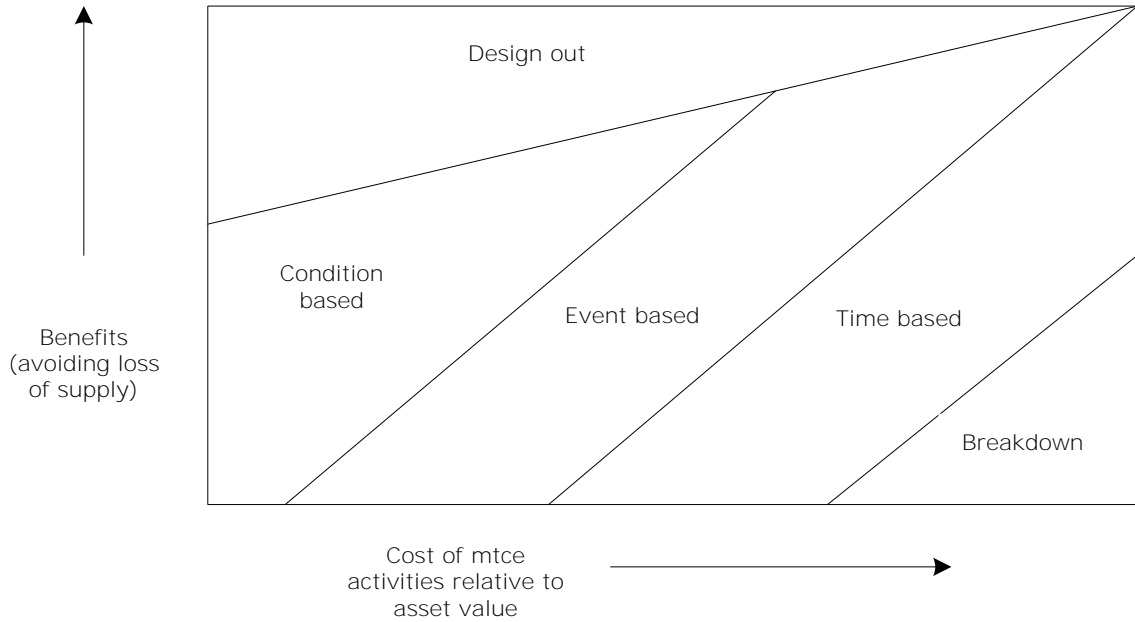 Design out
Condition
based
Event based
Time based
Benefits
(avoiding loss
of supply)
Breakdown
Cost of mtce
activities relative to
asset value